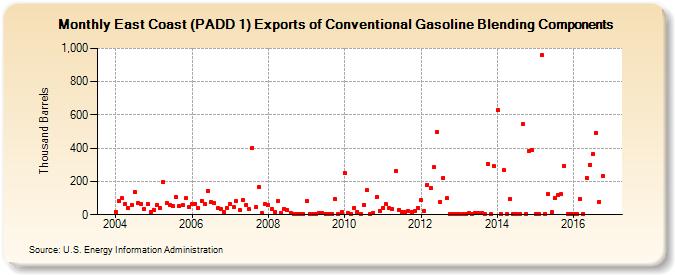 Monthly East Coast (PADD 1) Exports of Conventional Gasoline Blending Components
Thousand Barrels
1,000
800
600
400
200
0
2004 2006 2008 2010 2012 2014 2016
Source: U.S. Energy Information Administration